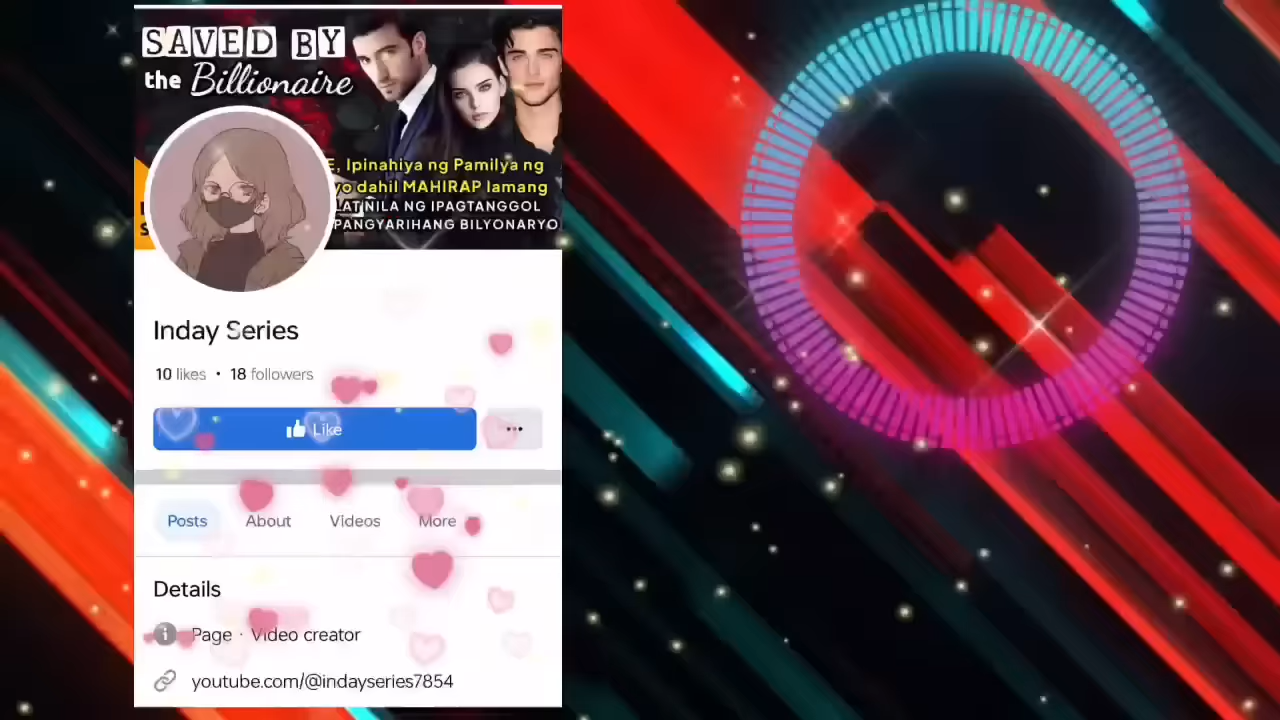 SAVED BY
the Billionaire
E, Ipinahiya ng Pamilya ng
yo dahil MAHIRAP lamang
LAT NILA NG IPAGTANGGOL
PANGYARIHANG BILYONARYO
Inday Series
10 likes • 18 followers
Like
Posts About Videos More
Details
Page · Video creator
youtube.com/@indayseries7854